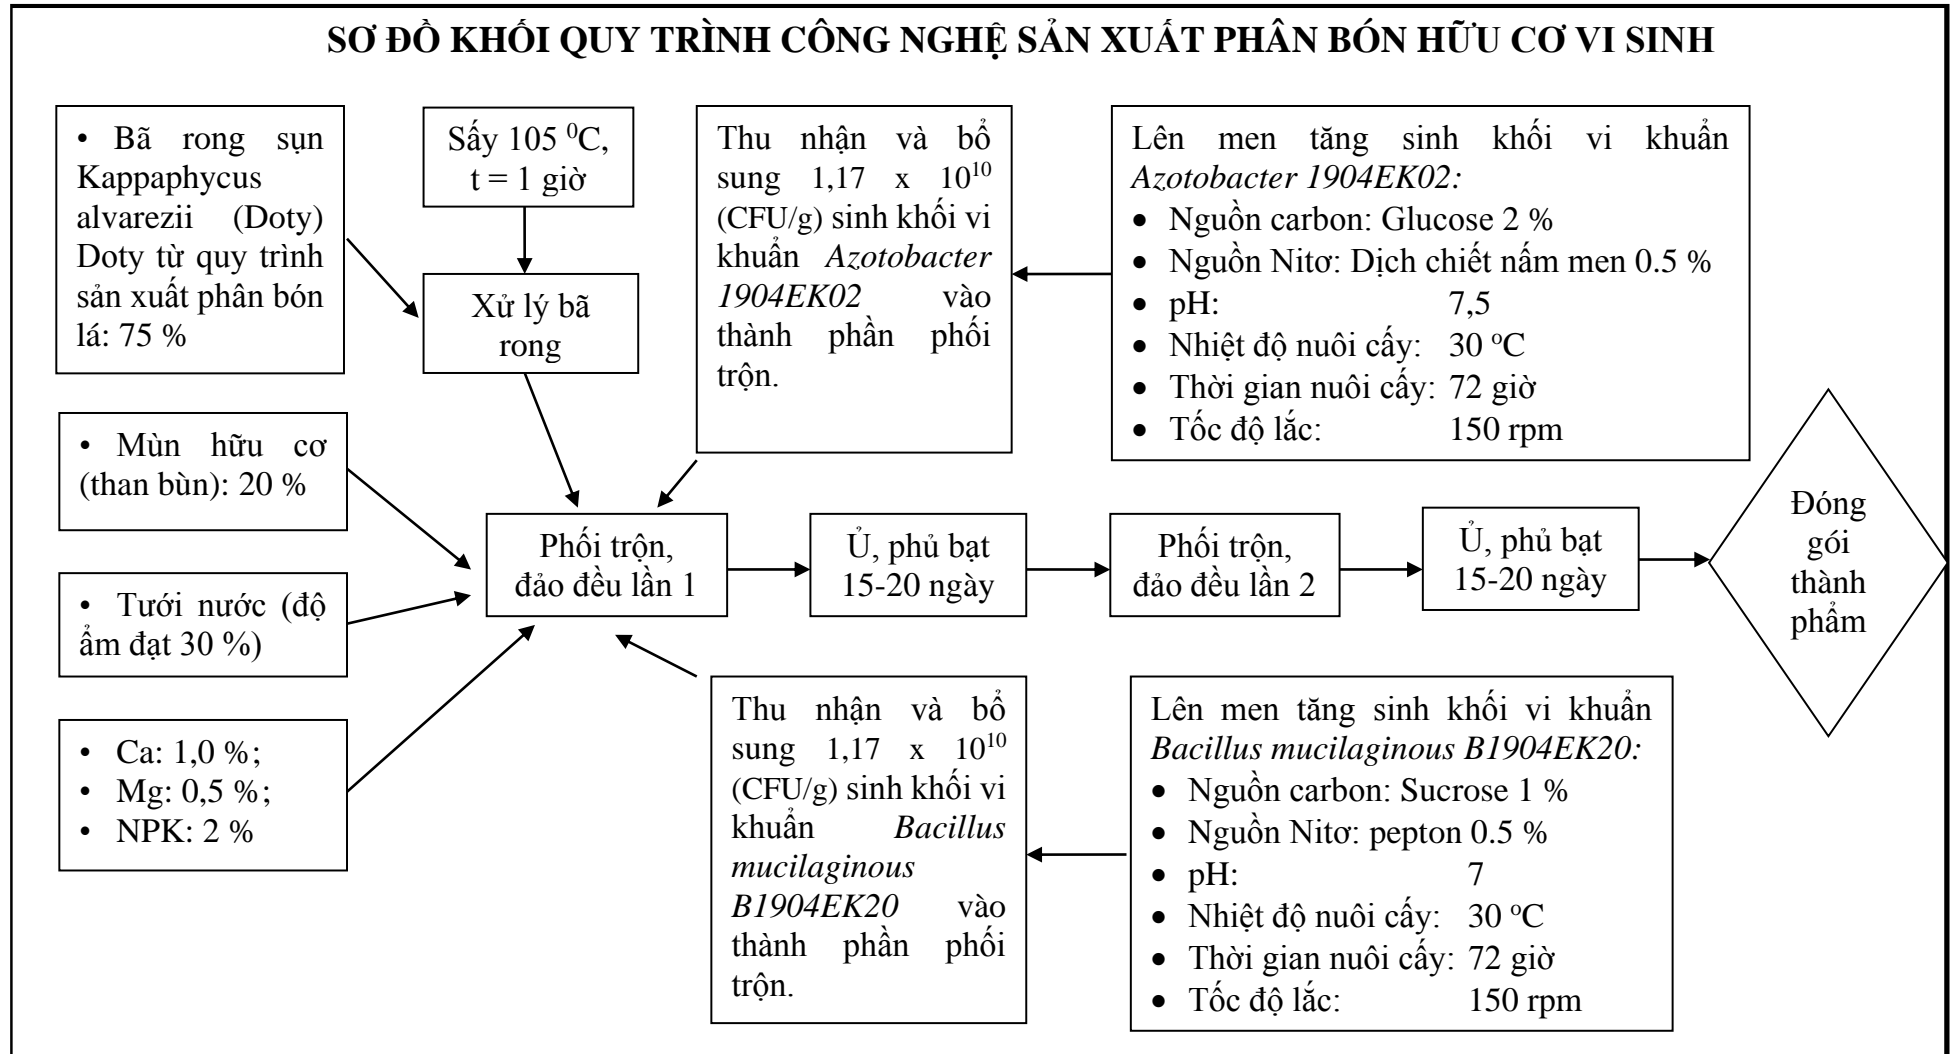 SƠ ĐỒ KHỐI QUY TRÌNH CÔNG NGHỆ SẢN XUẤT PHÂN BÓN HỮU CƠ VI SINH
• Bã rong sụn
Kappaphycus
alvarezii (Doty)
Doty từ quy trình
sản xuất phân bón
lá: 75 %
Sấy 105 ⁰C,
t = 1 giờ
Xử lý bã
rong
Thu nhận và bổ
sung 1,17 x 10¹⁰
(CFU/g) sinh khối vi
khuẩn Azotobacter
1904EK02 vào
thành phần phối
trộn.
Lên men tăng sinh khối vi khuẩn
Azotobacter 1904EK02:
• Nguồn carbon: Glucose 2 %
• Nguồn Nitơ: Dịch chiết nấm men 0.5 %
• pH: 7,5
• Nhiệt độ nuôi cấy: 30 ºC
• Thời gian nuôi cấy: 72 giờ
• Tốc độ lắc: 150 rpm
• Mùn hữu cơ
(than bùn): 20 %
• Tưới nước (độ
ẩm đạt 30 %)
• Ca: 1,0 %;
• Mg: 0,5 %;
• NPK: 2 %
Phối trộn,
đảo đều lần 1
Ủ, phủ bạt
15-20 ngày
Phối trộn,
đảo đều lần 2
Ủ, phủ bạt
15-20 ngày
Đóng
gói
thành
phẩm
Thu nhận và bổ
sung 1,17 x 10¹⁰
(CFU/g) sinh khối vi
khuẩn Bacillus
mucilaginous
B1904EK20 vào
thành phần phối
trộn.
Lên men tăng sinh khối vi khuẩn
Bacillus mucilaginous B1904EK20:
• Nguồn carbon: Sucrose 1 %
• Nguồn Nitơ: pepton 0.5 %
• pH: 7
• Nhiệt độ nuôi cấy: 30 ºC
• Thời gian nuôi cấy: 72 giờ
• Tốc độ lắc: 150 rpm